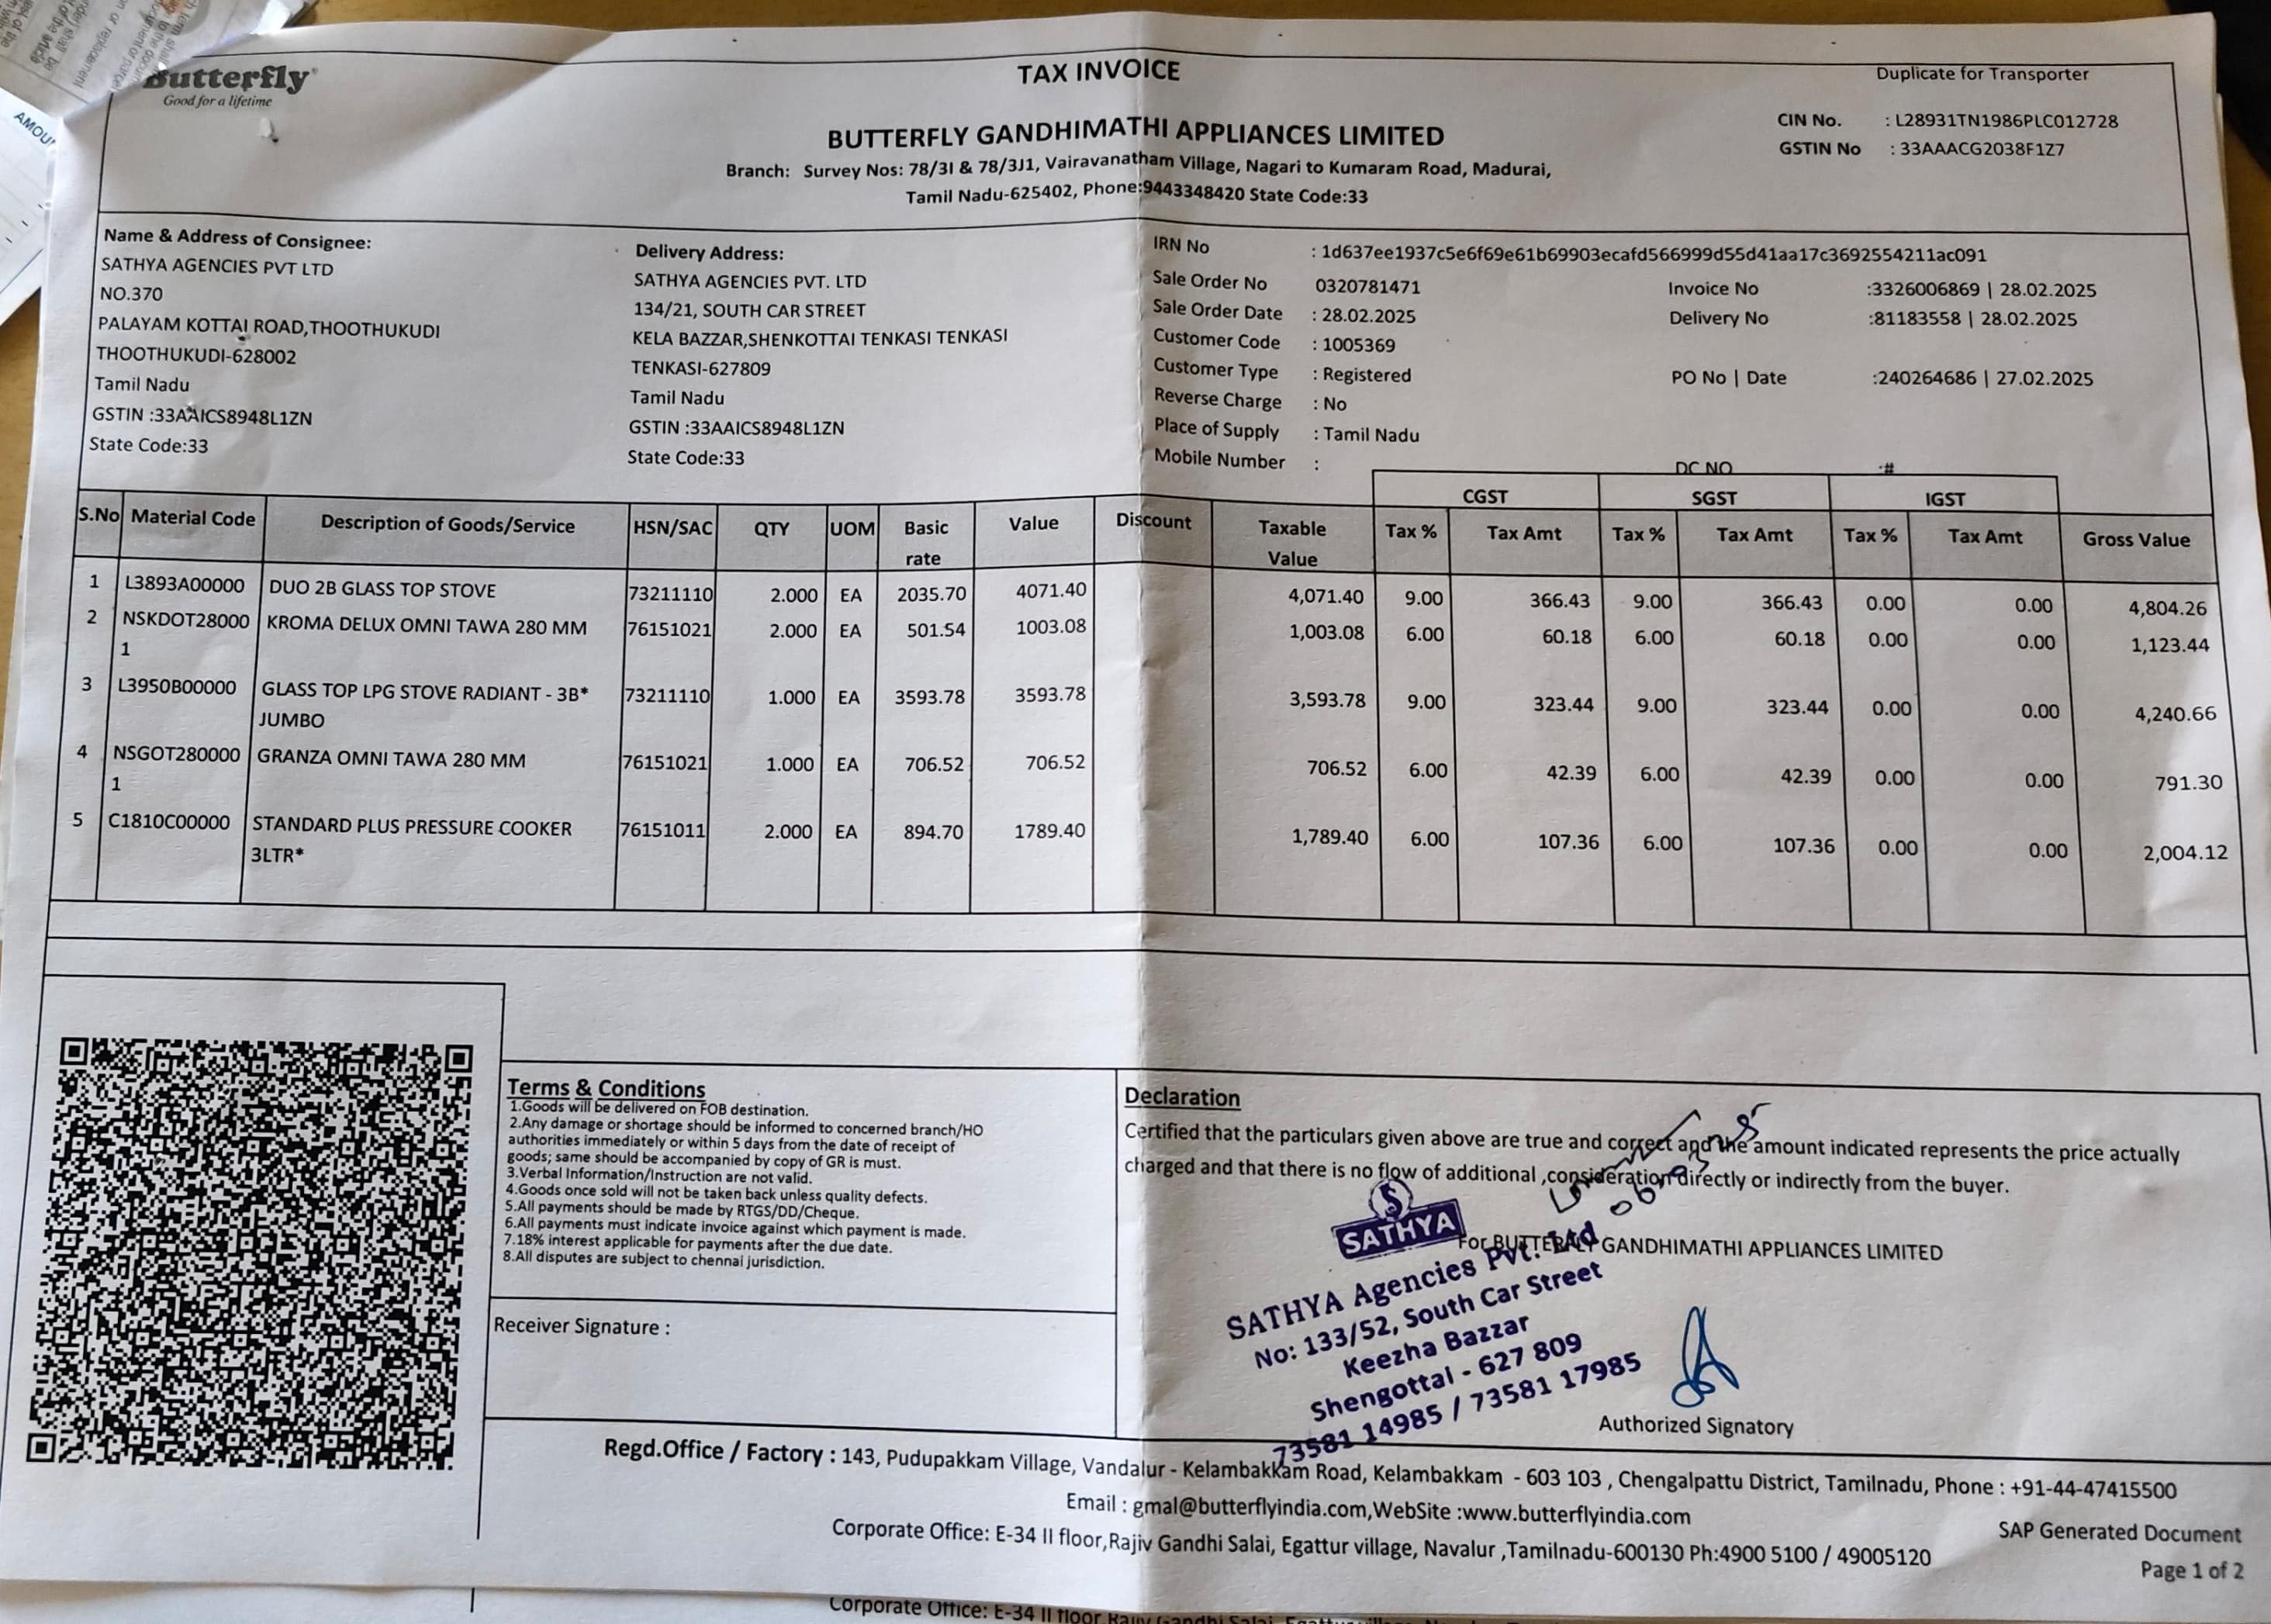 Butterfly
Good for a lifetime
TAX INVOICE
Duplicate for Transporter
BUTTERFLY GANDHIMATHI APPLIANCES LIMITED
Branch: Survey Nos: 78/3I & 78/3J1, Vairavanatham Village, Nagari to Kumaram Road, Madurai,
Tamil Nadu-625402, Phone:9443348420 State Code:33
CIN No. : L28931TN1986PLC012728
GSTIN No : 33AAACG2038F1Z7
Name & Address of Consignee:
SATHYA AGENCIES PVT LTD
NO.370
PALAYAM KOTTAI ROAD,THOOTHUKUDI
THOOTHUKUDI-628002
Tamil Nadu
GSTIN :33AAICS8948L1ZN
State Code:33
Delivery Address:
SATHYA AGENCIES PVT. LTD
134/21, SOUTH CAR STREET
KELA BAZZAR,SHENKOTTAI TENKASI TENKASI
TENKASI-627809
Tamil Nadu
GSTIN :33AAICS8948L1ZN
State Code:33
IRN No : 1d637ee1937c5e6f69e61b69903ecafd566999d55d41aa17c3692554211ac091
Sale Order No 0320781471
Sale Order Date : 28.02.2025
Customer Code : 1005369
Customer Type : Registered
Reverse Charge : No
Place of Supply : Tamil Nadu
Mobile Number :
Invoice No :3326006869 | 28.02.2025
Delivery No :81183558 | 28.02.2025
PO No | Date :240264686 | 27.02.2025
DC NO :#
CGST SGST IGST
S.No Material Code Description of Goods/Service HSN/SAC QTY UOM Basic rate Value Discount Taxable Value Tax % Tax Amt Tax % Tax Amt Tax % Tax Amt Gross Value
1 L3893A00000 DUO 2B GLASS TOP STOVE 73211110 2.000 EA 2035.70 4071.40 4,071.40 9.00 366.43 9.00 366.43 0.00 0.00 4,804.26
2 NSKDOT28000 KROMA DELUX OMNI TAWA 280 MM 76151021 2.000 EA 501.54 1003.08 1,003.08 6.00 60.18 6.00 60.18 0.00 0.00 1,123.44
1
3 L3950B00000 GLASS TOP LPG STOVE RADIANT - 3B* 73211110 1.000 EA 3593.78 3593.78 3,593.78 9.00 323.44 9.00 323.44 0.00 0.00 4,240.66
JUMBO
4 NSGOT280000 GRANZA OMNI TAWA 280 MM 76151021 1.000 EA 706.52 706.52 706.52 6.00 42.39 6.00 42.39 0.00 0.00 791.30
1
5 C1810C00000 STANDARD PLUS PRESSURE COOKER 76151011 2.000 EA 894.70 1789.40 1,789.40 6.00 107.36 6.00 107.36 0.00 0.00 2,004.12
3LTR*
Terms & Conditions
1.Goods will be delivered on FOB destination.
2.Any damage or shortage should be informed to concerned branch/HO
authorities immediately or within 5 days from the date of receipt of
goods; same should be accompanied by copy of GR is must.
3.Verbal Information/Instruction are not valid.
4.Goods once sold will not be taken back unless quality defects.
5.All payments should be made by RTGS/DD/Cheque.
6.All payments must indicate invoice against which payment is made.
7.18% interest applicable for payments after the due date.
8.All disputes are subject to chennai jurisdiction.
Receiver Signature :
Declaration
Certified that the particulars given above are true and correct and the amount indicated represents the price actually
charged and that there is no flow of additional ,consideration directly or indirectly from the buyer.
For BUTTERFLY GANDHIMATHI APPLIANCES LIMITED
SATHYA
SATHYA Agencies Pvt. Ltd
No: 133/52, South Car Street
Keezha Bazzar
Shengottal - 627 809
73581 14985 / 73581 17985
Authorized Signatory
Regd.Office / Factory : 143, Pudupakkam Village, Vandalur - Kelambakkam Road, Kelambakkam - 603 103 , Chengalpattu District, Tamilnadu, Phone : +91-44-47415500
Email : gmal@butterflyindia.com,WebSite :www.butterflyindia.com
Corporate Office: E-34 II floor,Rajiv Gandhi Salai, Egattur village, Navalur ,Tamilnadu-600130 Ph:4900 5100 / 49005120
SAP Generated Document
Page 1 of 2
Corporate Office: E-34 II floor